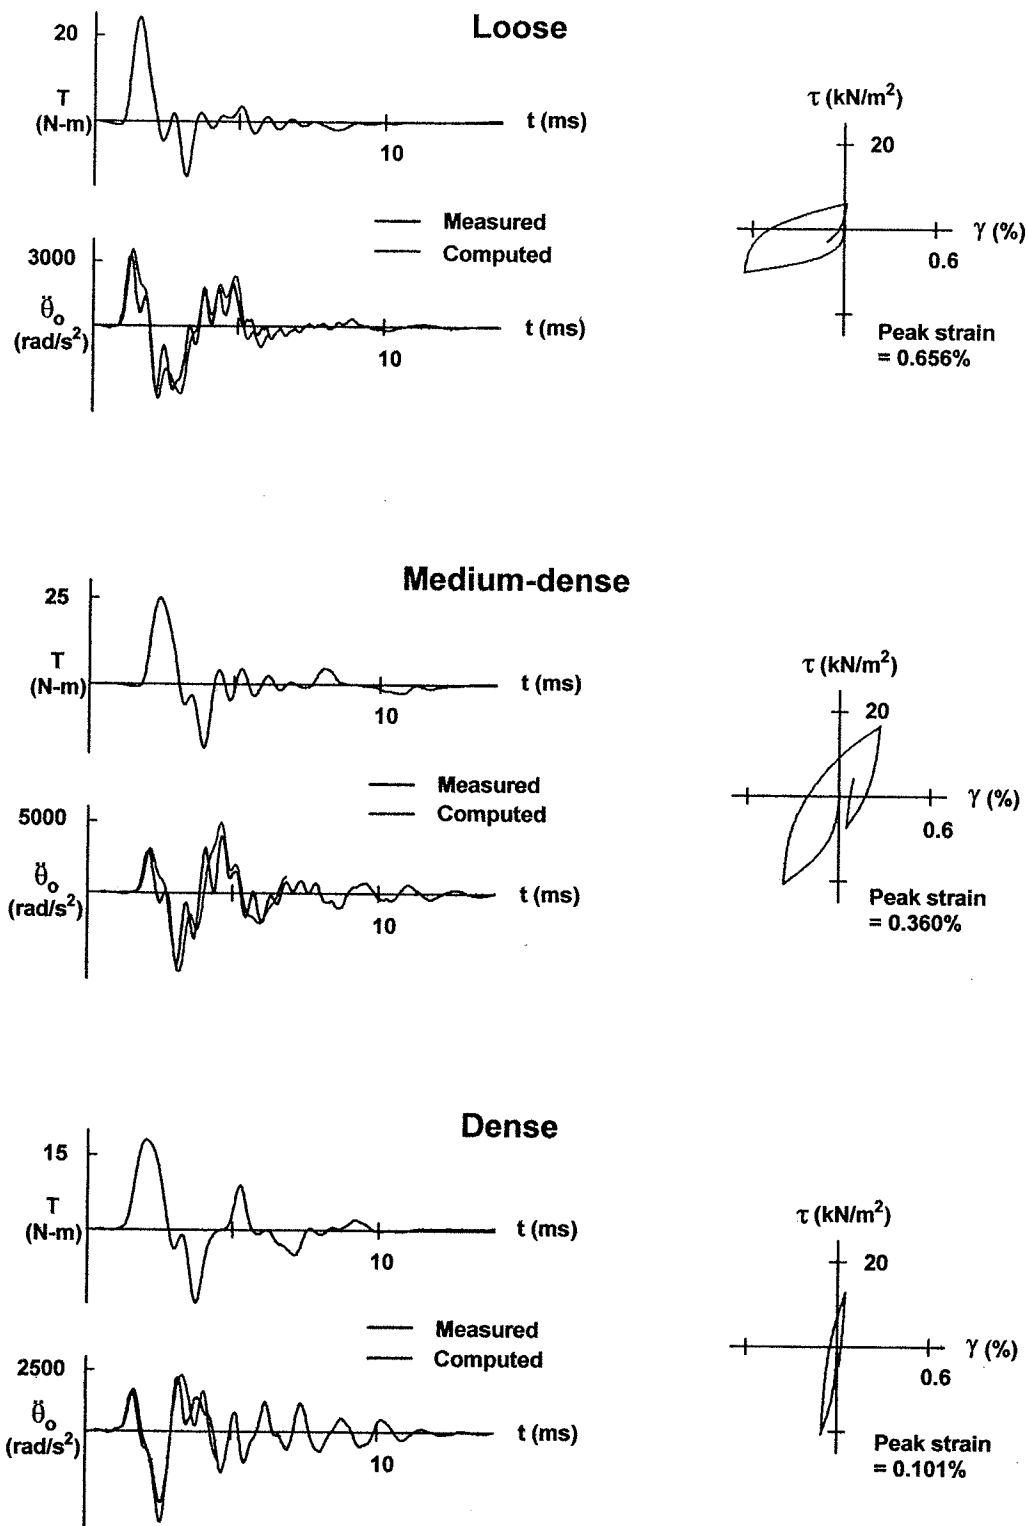 Loose
20
T
(N-m)
t (ms)
10
τ (kN/m²)
20
γ (%)
0.6
Peak strain
= 0.656%
Measured
Computed
3000
θ̈ₒ
(rad/s²)
t (ms)
10
Medium-dense
25
T
(N-m)
t (ms)
10
τ (kN/m²)
20
γ (%)
0.6
Peak strain
= 0.360%
Measured
Computed
5000
θ̈ₒ
(rad/s²)
t (ms)
10
Dense
15
T
(N-m)
t (ms)
10
τ (kN/m²)
20
γ (%)
0.6
Peak strain
= 0.101%
Measured
Computed
2500
θ̈ₒ
(rad/s²)
t (ms)
10